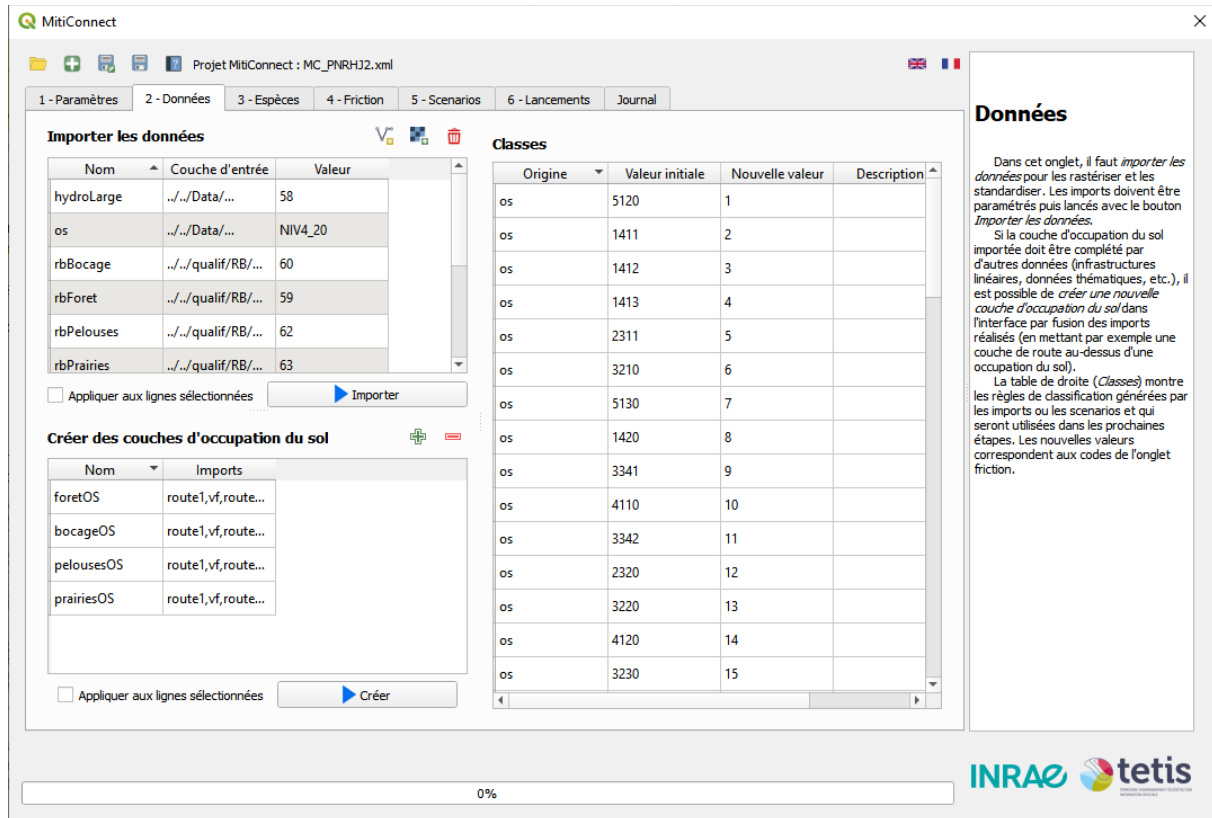 MitiConnect
Projet MitiConnect : MC_PNRHJ2.xml
1 - Paramètres 2 - Données 3 - Espèces 4 - Friction 5 - Scenarios 6 - Lancements Journal
Importer les données
Nom Couche d'entrée Valeur
hydroLarge ../../Data/... 58
os ../../Data/... NIV4_20
rbBocage ../../qualif/RB/... 60
rbForet ../../qualif/RB/... 59
rbPelouses ../../qualif/RB/... 62
rbPrairies ../../qualif/RB/... 63
Appliquer aux lignes sélectionnées Importer
Créer des couches d'occupation du sol
Nom Imports
foretOS route1,vf,route...
bocageOS route1,vf,route...
pelousesOS route1,vf,route...
prairiesOS route1,vf,route...
Appliquer aux lignes sélectionnées Créer
Classes
Origine Valeur initiale Nouvelle valeur Description
os 5120 1
os 1411 2
os 1412 3
os 1413 4
os 2311 5
os 3210 6
os 5130 7
os 1420 8
os 3341 9
os 4110 10
os 3342 11
os 2320 12
os 3220 13
os 4120 14
os 3230 15
Données
Dans cet onglet, il faut importer les
données pour les rastériser et les
standardiser. Les imports doivent être
paramétrés puis lancés avec le bouton
Importer les données.
Si la couche d'occupation du sol
importée doit être complété par
d'autres données (infrastructures
linéaires, données thématiques, etc.), il
est possible de créer une nouvelle
couche d'occupation du sol dans
l'interface par fusion des imports
réalisés (en mettant par exemple une
couche de route au-dessus d'une
occupation du sol).
La table de droite (Classes) montre
les règles de classification générées par
les imports ou les scenarios et qui
seront utilisées dans les prochaines
étapes. Les nouvelles valeurs
correspondent aux codes de l'onglet
friction.
0%
INRAE tetis